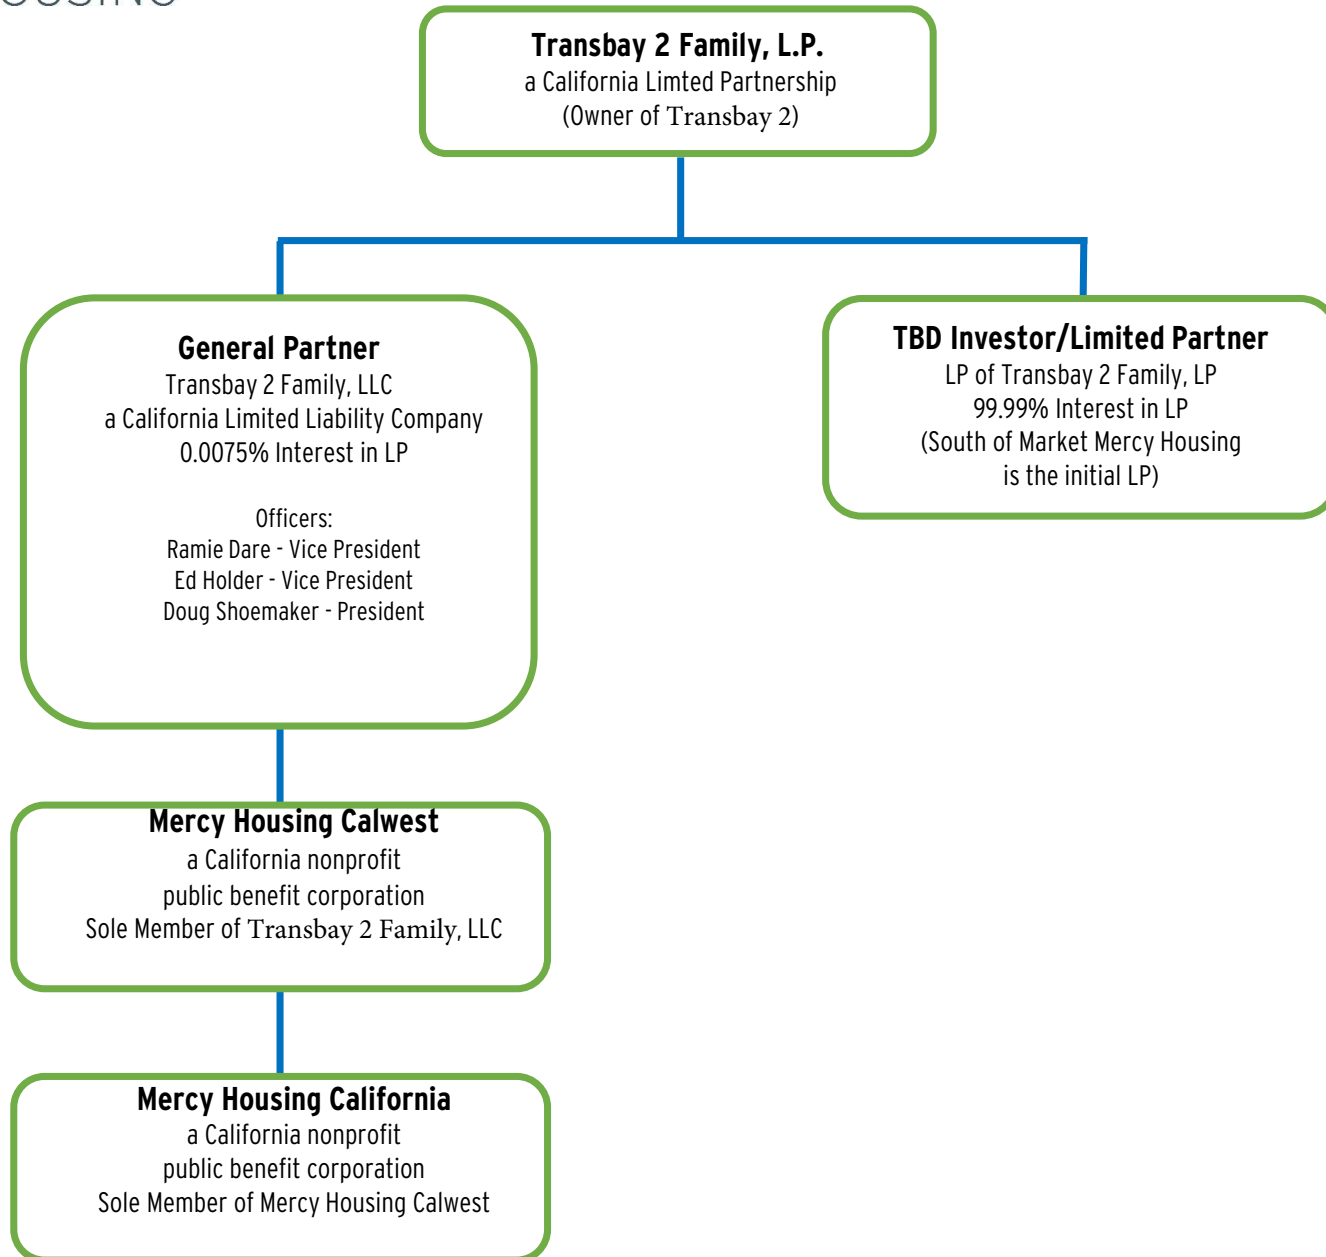 Transbay 2 Family, L.P.
a California Limted Partnership
(Owner of Transbay 2)
General Partner
Transbay 2 Family, LLC
a California Limited Liability Company
0.0075% Interest in LP
Officers:
Ramie Dare - Vice President
Ed Holder - Vice President
Doug Shoemaker - President
TBD Investor/Limited Partner
LP of Transbay 2 Family, LP
99.99% Interest in LP
(South of Market Mercy Housing
is the initial LP)
Mercy Housing Calwest
a California nonprofit
public benefit corporation
Sole Member of Transbay 2 Family, LLC
Mercy Housing California
a California nonprofit
public benefit corporation
Sole Member of Mercy Housing Calwest